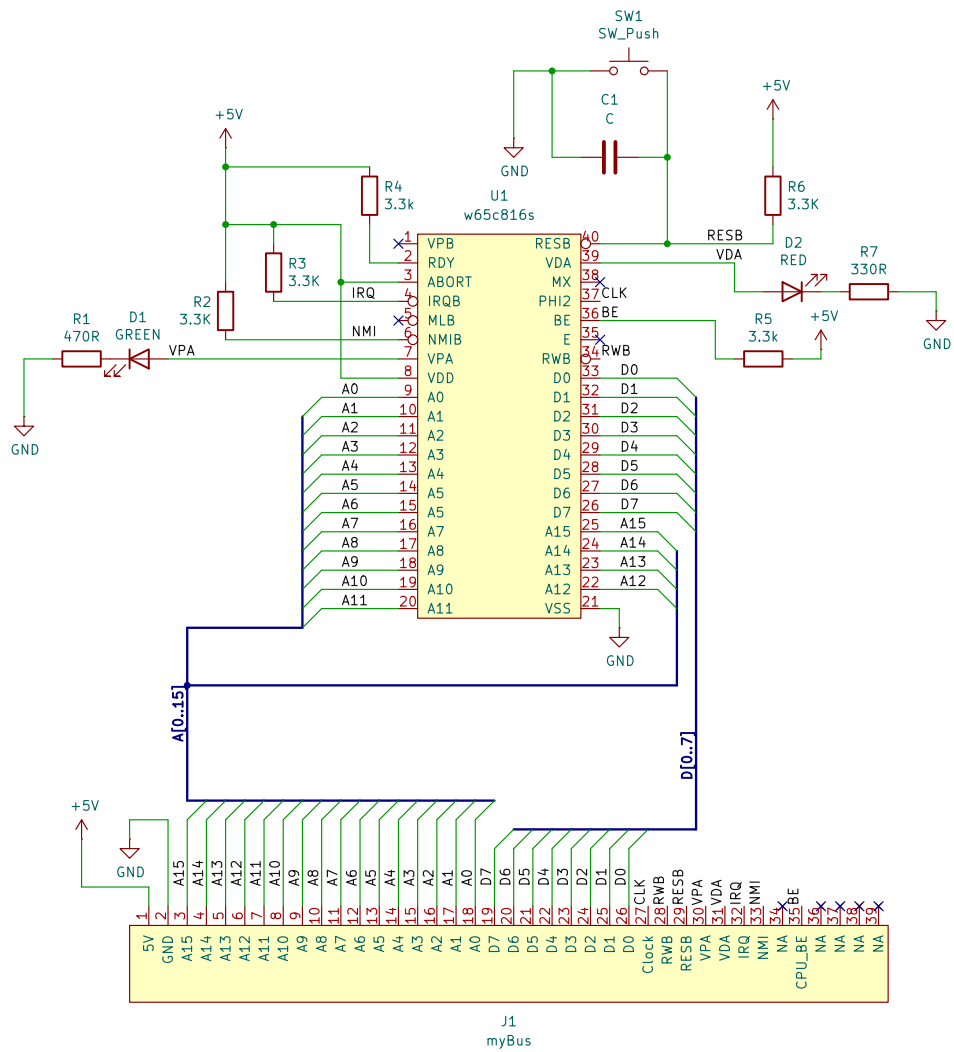 SW1
SW_Push
+5V
C1
C
+5V
GND
R4
3.3k
U1
w65c816s
R6
3.3K
1 VPB RESB 40 RESB
2 RDY VDA 39 VDA
D2
RED
R7
330R
R3
3.3K
3 ABORT MX 38
IRQ 4 IRQB PHI2 37 CLK
R2
3.3K
5 MLB BE 36 BE
+5V
R1
470R
D1
GREEN
R5
3.3k
GND
NMI 6 NMIB E 35
VPA 7 VPA RWB 34 RWB
8 VDD D0 33 D0
A0 9 A0 D1 32 D1
A1 10 A1 D2 31 D2
A2 11 A2 D3 30 D3
A3 12 A3 D4 29 D4
A4 13 A4 D5 28 D5
A5 14 A5 D6 27 D6
A6 15 A5 D7 26 D7
A7 16 A7 A15 25 A15
A8 17 A8 A14 24 A14
A9 18 A9 A13 23 A13
A10 19 A10 A12 22 A12
A11 20 A11 VSS 21
GND
GND
A[0..15]
D[0..7]
+5V
GND
A15 A14 A13 A12 A11 A10 A9 A8 A7 A6 A5 A4 A3 A2 A1 A0 D7 D6 D5 D4 D3 D2 D1 D0 CLK RWB RESB VPA VDA IRQ NMI BE
1 2 3 4 5 6 7 8 9 10 11 12 13 14 15 16 17 18 19 20 21 22 23 24 25 26 27 28 29 30 31 32 33 34 35 36 37 38 39
5V GND A15 A14 A13 A12 A11 A10 A9 A8 A7 A6 A5 A4 A3 A2 A1 A0 D7 D6 D5 D4 D3 D2 D1 D0 Clock RWB RESB VPA VDA IRQ NMI NA CPU_BE NA NA NA NA
J1
myBus